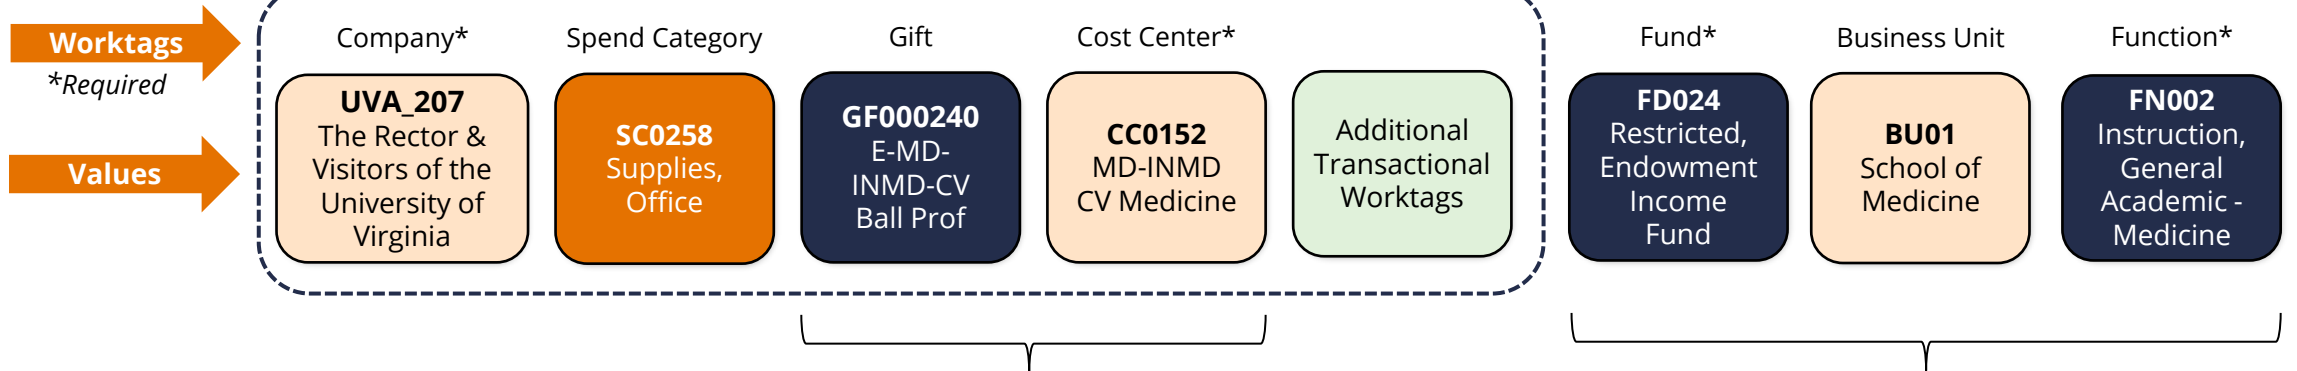 Worktags
*Required
Values
Company*
UVA_207
The Rector &
Visitors of the
University of
Virginia
Spend Category
SC0258
Supplies,
Office
Gift
GF000240
E-MD-
INMD-CV
Ball Prof
Cost Center*
CC0152
MD-INMD
CV Medicine
Additional
Transactional
Worktags
Fund*
FD024
Restricted,
Endowment
Income
Fund
Business Unit
BU01
School of
Medicine
Function*
FN002
Instruction,
General
Academic -
Medicine